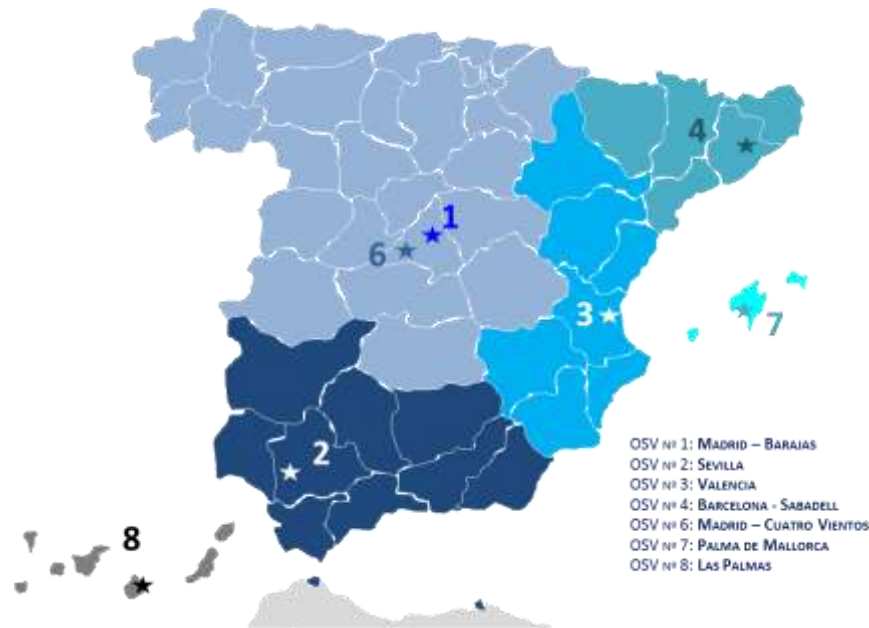 4
1
6
3
7
2
8
OSV Nº 1: MADRID – BARAJAS
OSV Nº 2: SEVILLA
OSV Nº 3: VALENCIA
OSV Nº 4: BARCELONA - SABADELL
OSV Nº 6: MADRID – CUATRO VIENTOS
OSV Nº 7: PALMA DE MALLORCA
OSV Nº 8: LAS PALMAS